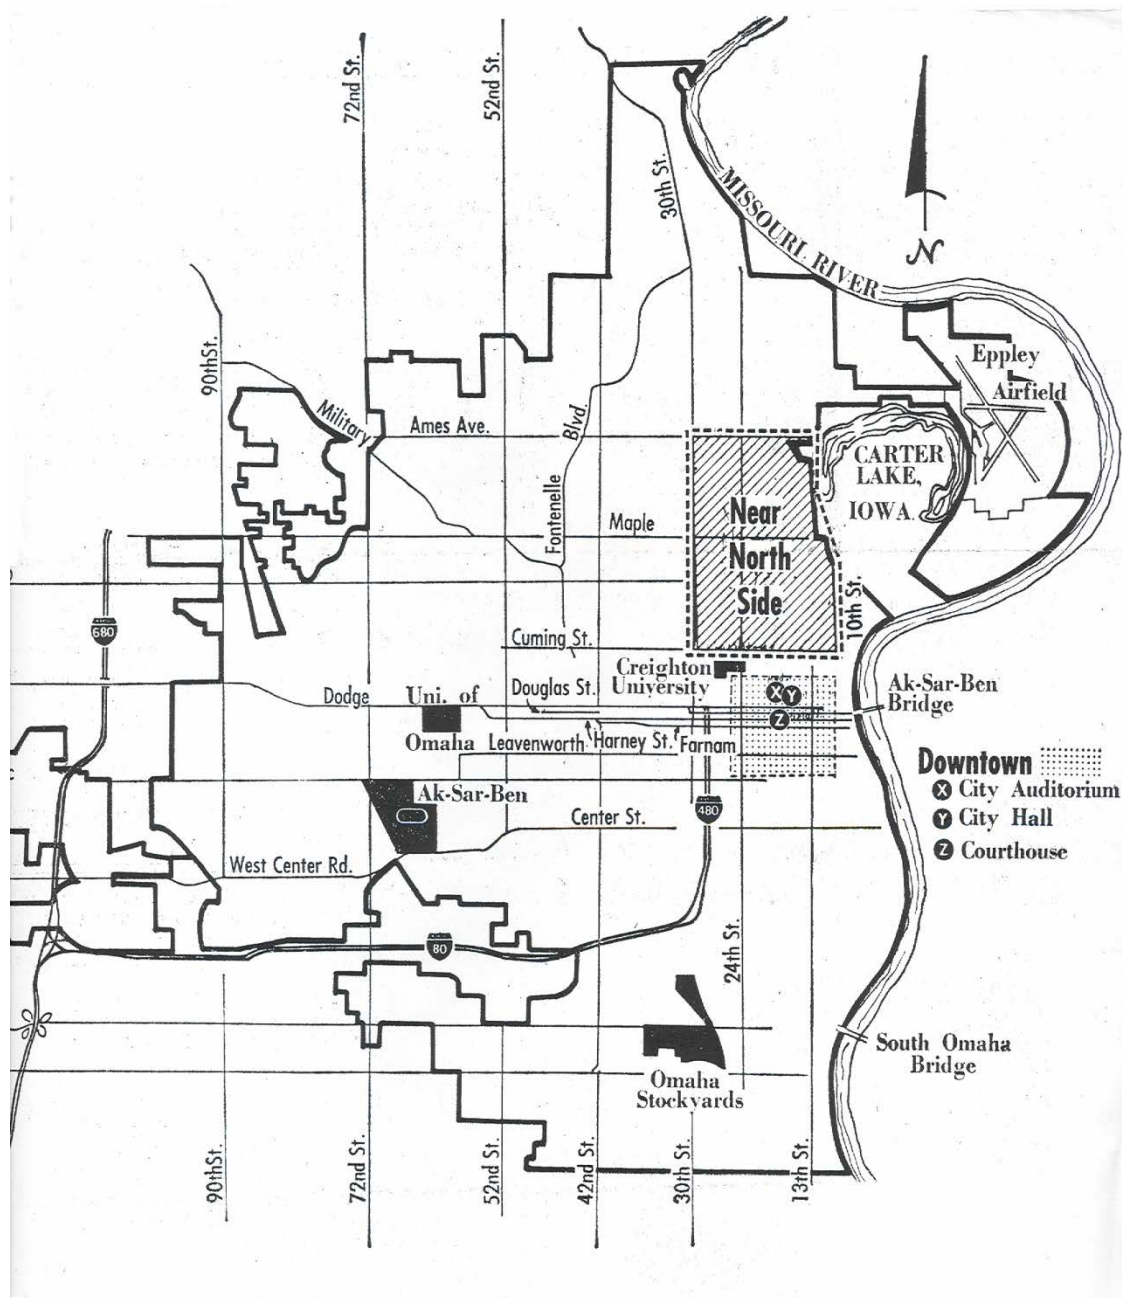 72nd St.
52nd St.
30th St.
MISSOURI RIVER
N
90th St.
Eppley
Airfield
Military
Ames Ave.
Blvd.
Fontenelle
CARTER
LAKE,
IOWA.
Maple
Near
North
Side
10th St.
680
Cuming St.
Creighton
University
Dodge
Uni. of
Omaha
Douglas St.
X Y
Z
Ak-Sar-Ben
Bridge
Leavenworth
Harney St.
Farnam
Downtown
X City Auditorium
Y City Hall
Z Courthouse
Ak-Sar-Ben
480
Center St.
West Center Rd.
80
24th St.
South Omaha
Bridge
Omaha
Stockyards
90th St.
72nd St.
52nd St.
42nd St.
30th St.
13th St.